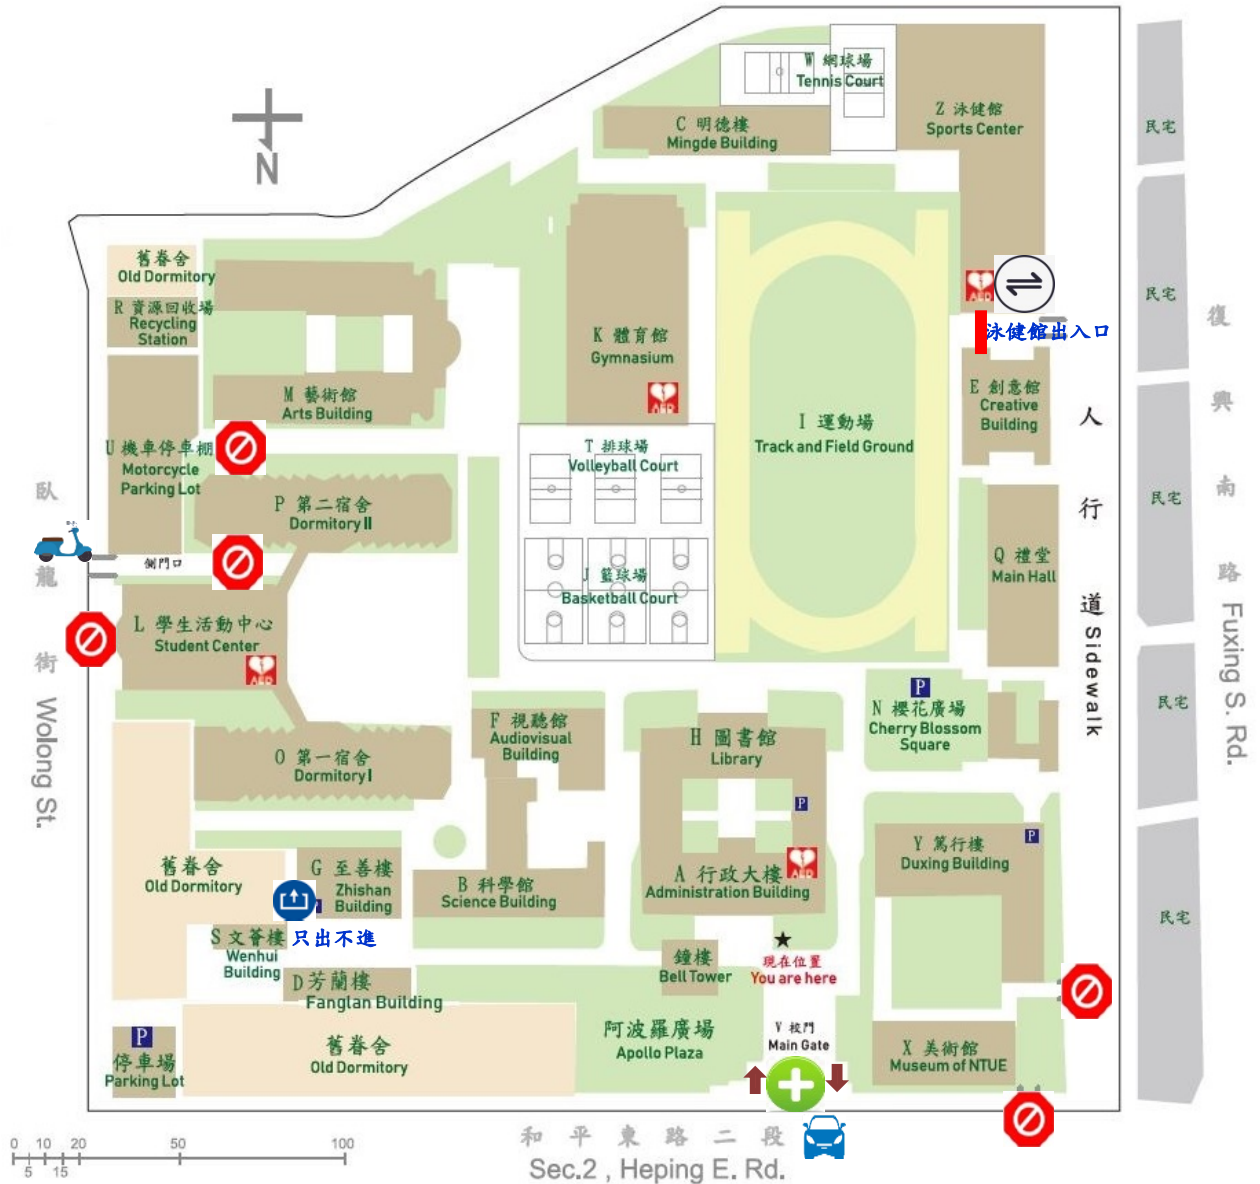 W 網球場
Tennis Court
Z 泳健館
Sports Center
C 明德樓
Mingde Building
民宅
N
舊眷舍
Old Dormitory
R 資源回收場
Recycling
Station
AED
泳健館出入口
民宅
復
興
南
路
Fuxing S. Rd.
K 體育館
Gymnasium
AED
M 藝術館
Arts Building
E 創意館
Creative
Building
I 運動場
Track and Field Ground
人
行
道
Sidewalk
U 機車停車棚
Motorcycle
Parking Lot
T 排球場
Volleyball Court
P 第二宿舍
Dormitory II
民宅
臥
龍
街
Wolong St.
側門口
J 籃球場
Basketball Court
Q 禮堂
Main Hall
L 學生活動中心
Student Center
AED
P
N 櫻花廣場
Cherry Blossom
Square
民宅
F 視聽館
Audiovisual
Building
H 圖書館
Library
O 第一宿舍
Dormitory I
P
P
Y 篤行樓
Duxing Building
舊眷舍
Old Dormitory
G 至善樓
Zhishan
Building
P
B 科學館
Science Building
AED
A 行政大樓
Administration Building
民宅
S 文薈樓
Wenhui
Building
只出不進
現在位置
You are here
鐘樓
Bell Tower
D 芳蘭樓
Fanglan Building
P
停車場
Parking Lot
舊眷舍
Old Dormitory
阿波羅廣場
Apollo Plaza
V 校門
Main Gate
X 美術館
Museum of NTUE
和平東路二段
Sec.2 , Heping E. Rd.
0 10 20 50 100
5 15